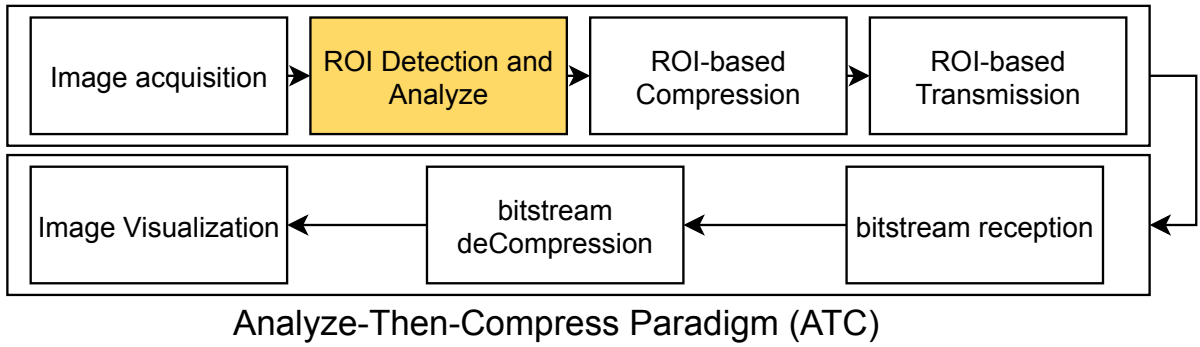 Image acquisition
ROI Detection and
Analyze
ROI-based
Compression
ROI-based
Transmission
Image Visualization
bitstream
deCompression
bitstream reception
Analyze-Then-Compress Paradigm (ATC)